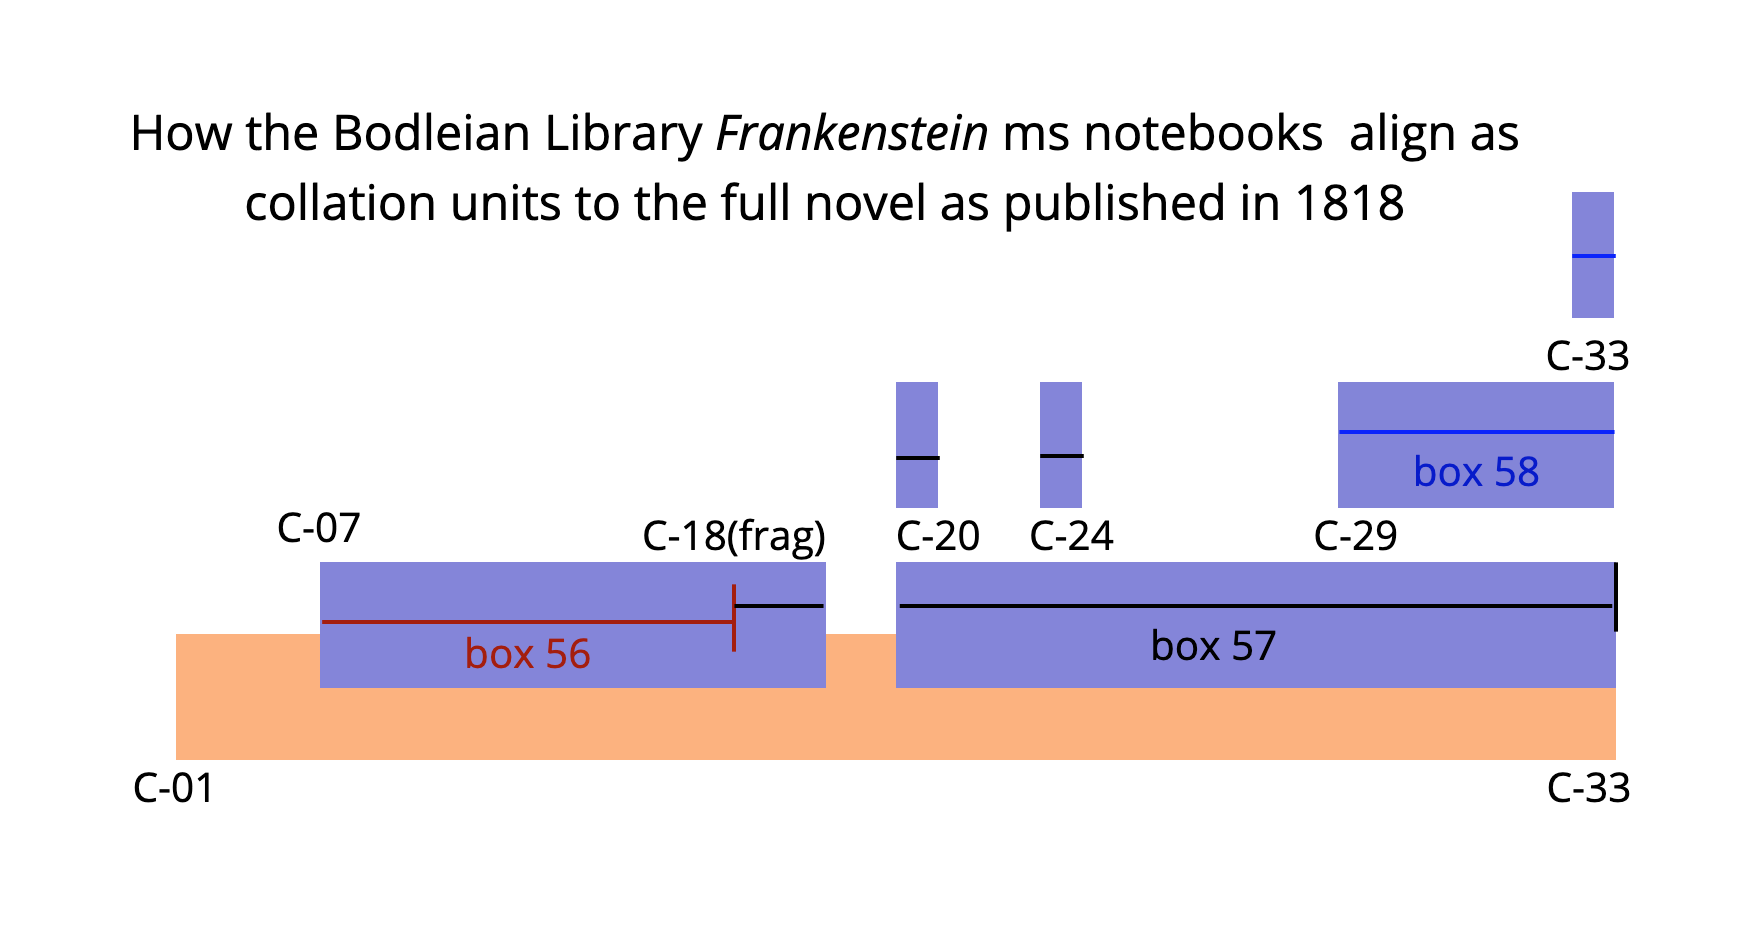 How the Bodleian Library Frankenstein ms notebooks align as
collation units to the full novel as published in 1818
C-33
box 58
C-07
C-18(frag)
C-20
C-24
C-29
box 56
box 57
C-01
C-33